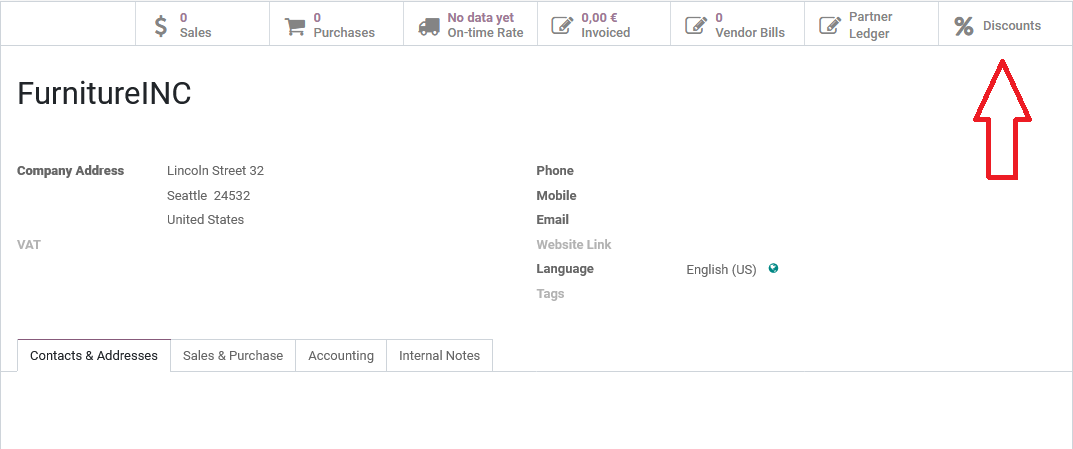 0
Sales
0
Purchases
No data yet
On-time Rate
0,00 €
Invoiced
0
Vendor Bills
Partner
Ledger
Discounts
FurnitureINC
Company Address Lincoln Street 32
Seattle 24532
United States
VAT
Phone
Mobile
Email
Website Link
Language English (US)
Tags
Contacts & Addresses Sales & Purchase Accounting Internal Notes